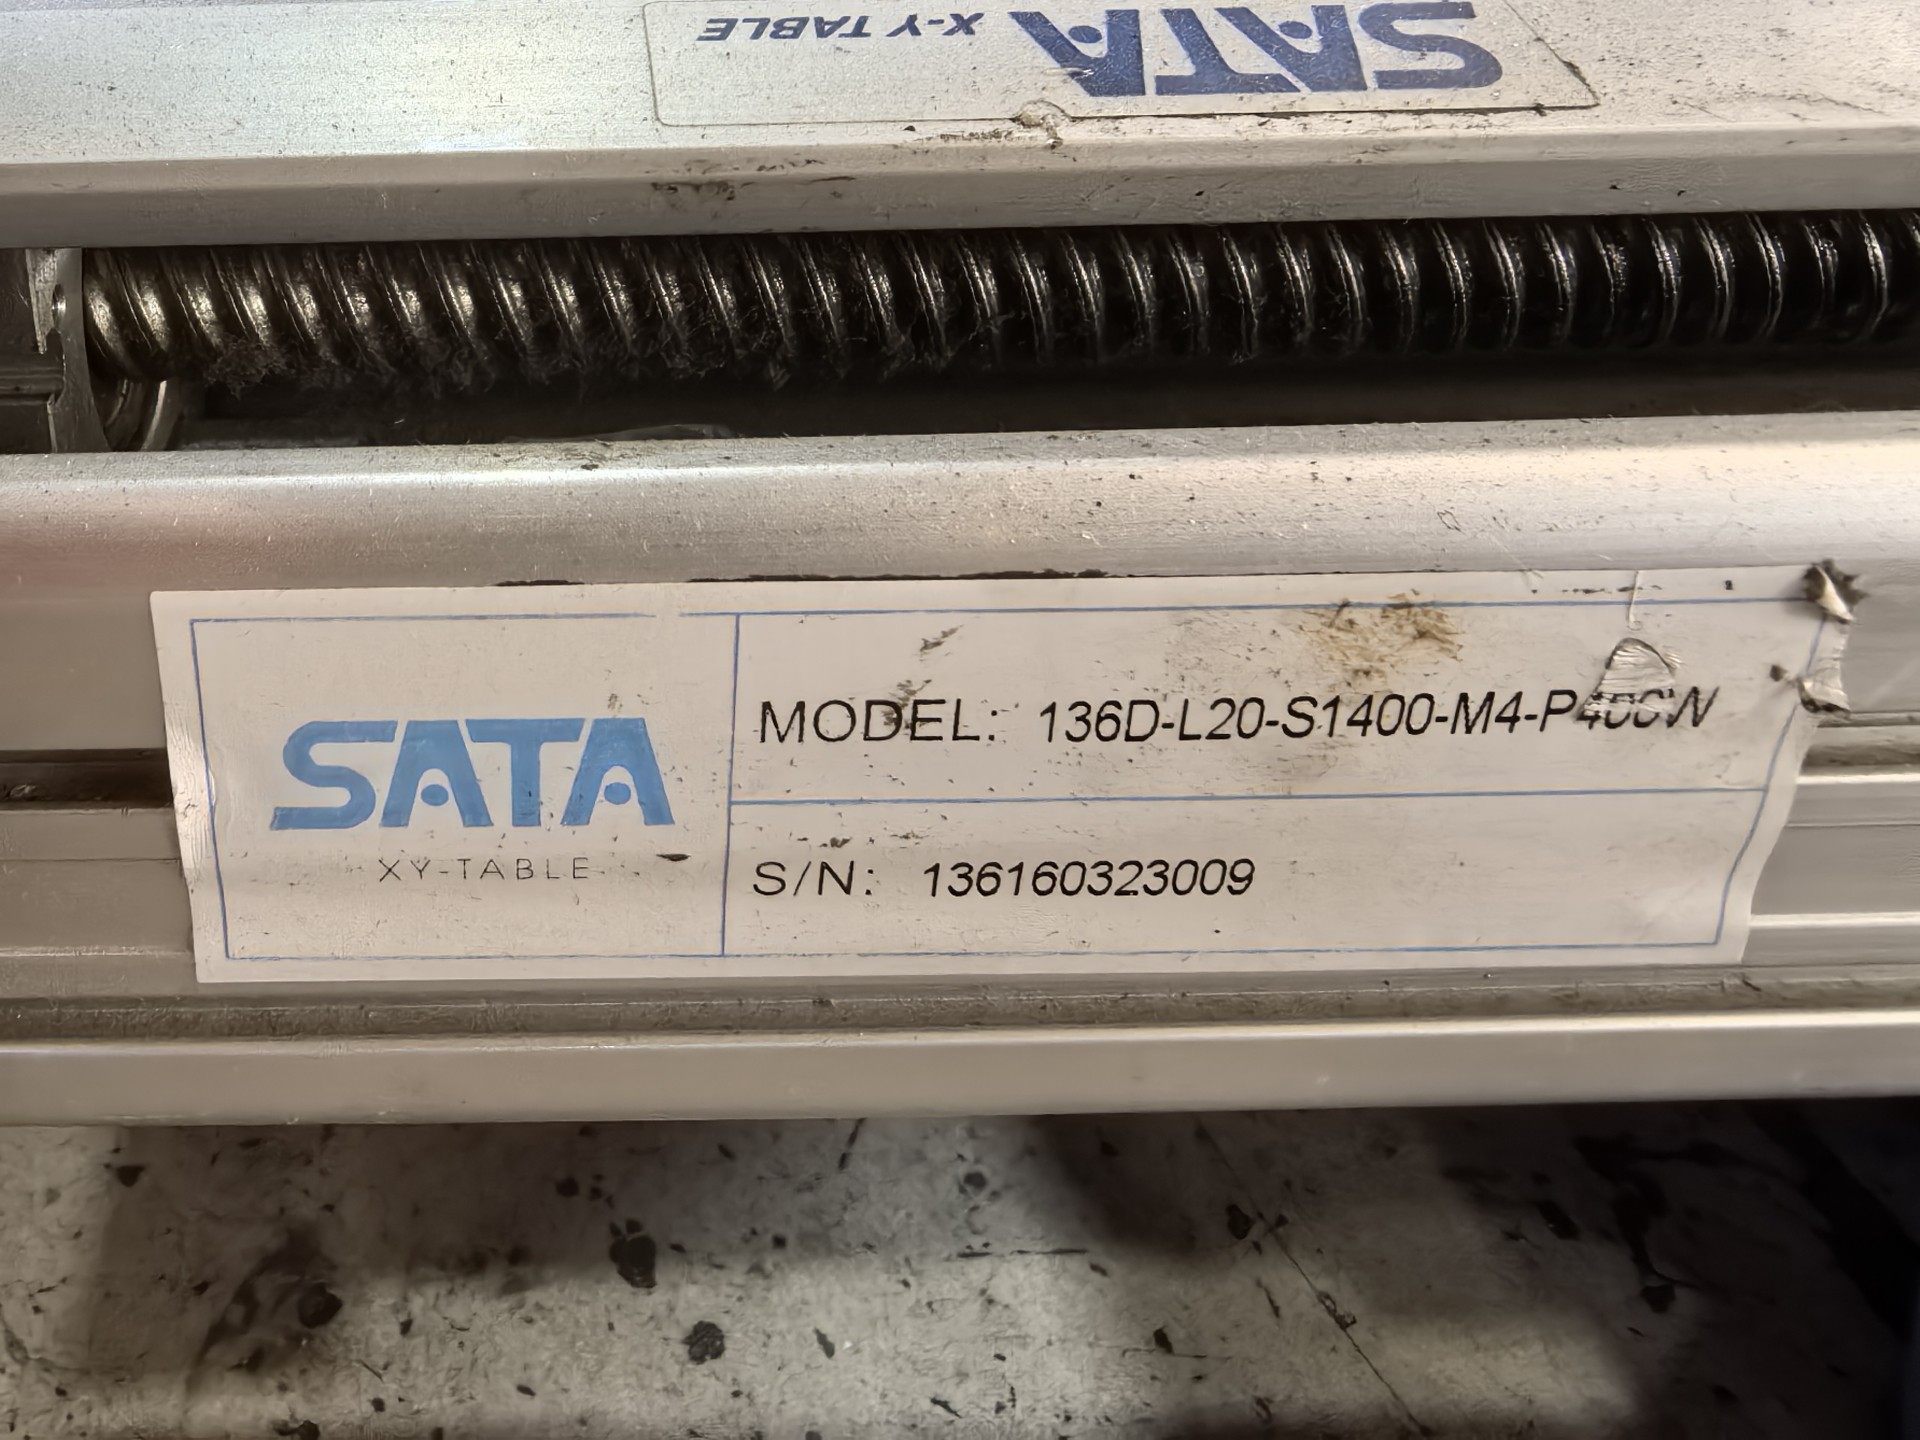 SATA X-Y TABLE
SATA
XY-TABLE
MODEL: 136D-L20-S1400-M4-P400W
S/N: 136160323009